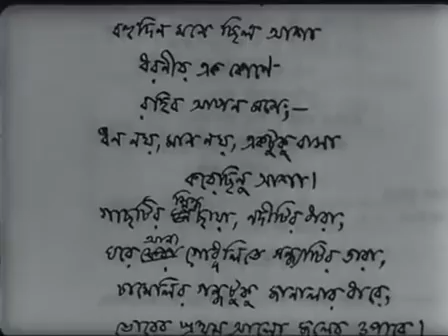 বহুদিন মনে ছিল আশা
ধরণীর এক কোণে
রহিব আপন মনে;—
ধন নয়, মান নয়, একটুকু বাসা
করেছিনু আশা।
গাছটির স্নিগ্ধ ছায়া, নদীটির ধারা,
ঘরে আনা গোধূলিতে সন্ধ্যাটির তারা,
চামেলির গন্ধটুকু জানালার ধারে,
ভোরের প্রথম আলো জলের ওপারে।